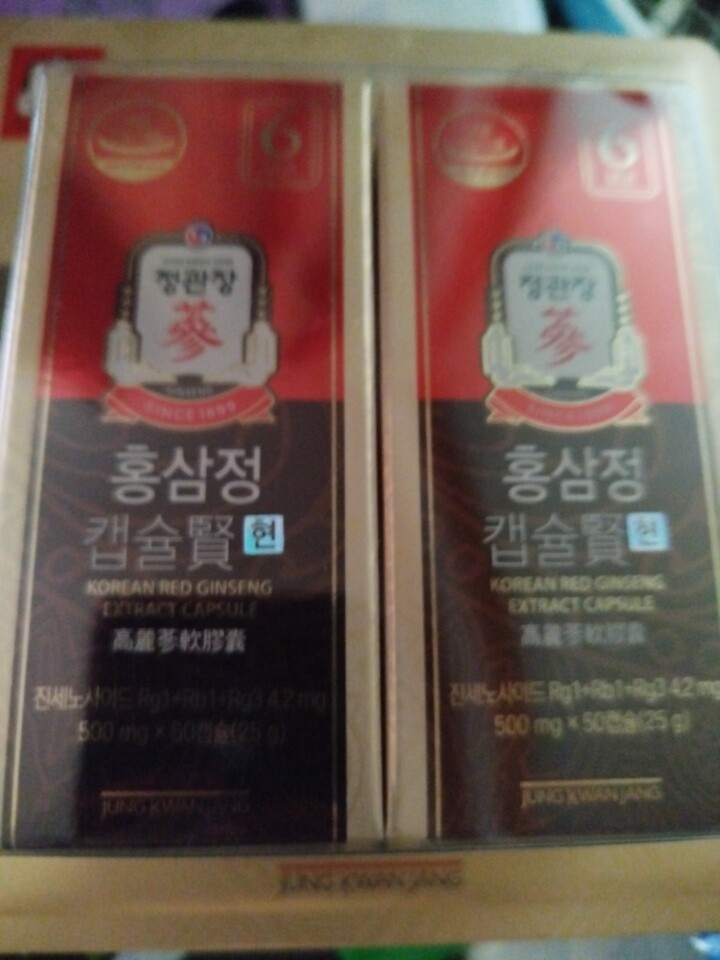 6
정관장
蔘
SINCE 1899
홍삼정
캡슐賢현
KOREAN RED GINSENG
EXTRACT CAPSULE
高麗蔘軟膠囊
진세노사이드 Rg1+Rb1+Rg3 4.2 mg
500 mg × 50캡슐(25 g)
JUNG KWAN JANG
6
정관장
蔘
홍삼정
캡슐賢현
KOREAN RED GINSENG
EXTRACT CAPSULE
高麗蔘軟膠囊
진세노사이드 Rg1+Rb1+Rg3 4.2 mg
500 mg × 50캡슐(25 g)
JUNG KWAN JANG
JUNG KWAN JANG